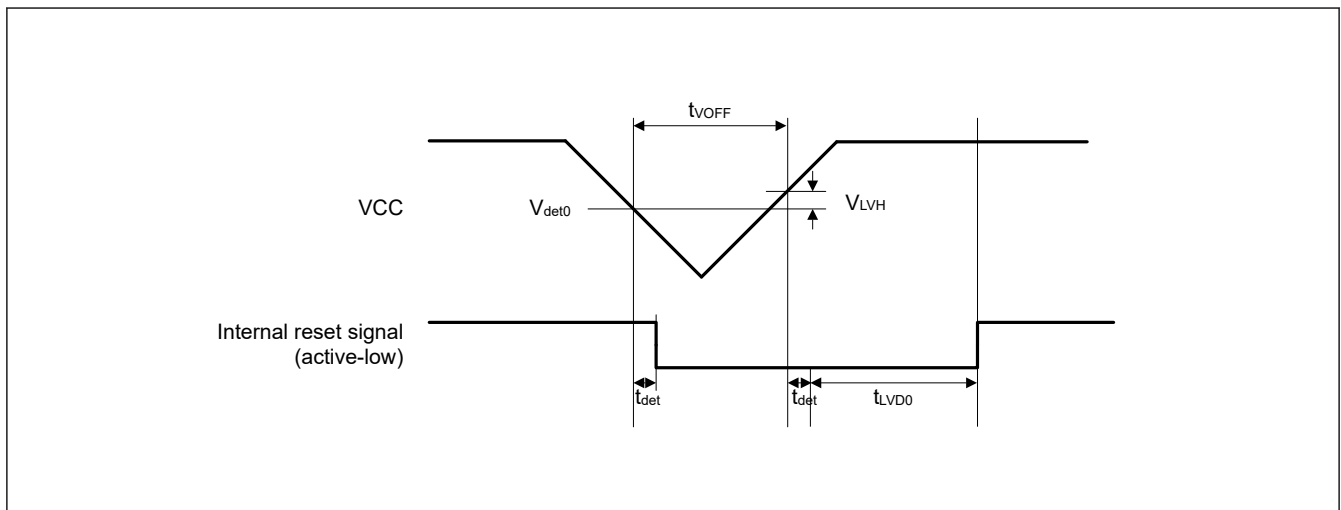 tVOFF
VCC
Vdet0
VLVH
Internal reset signal
(active-low)
tdet
tdet
tLVD0